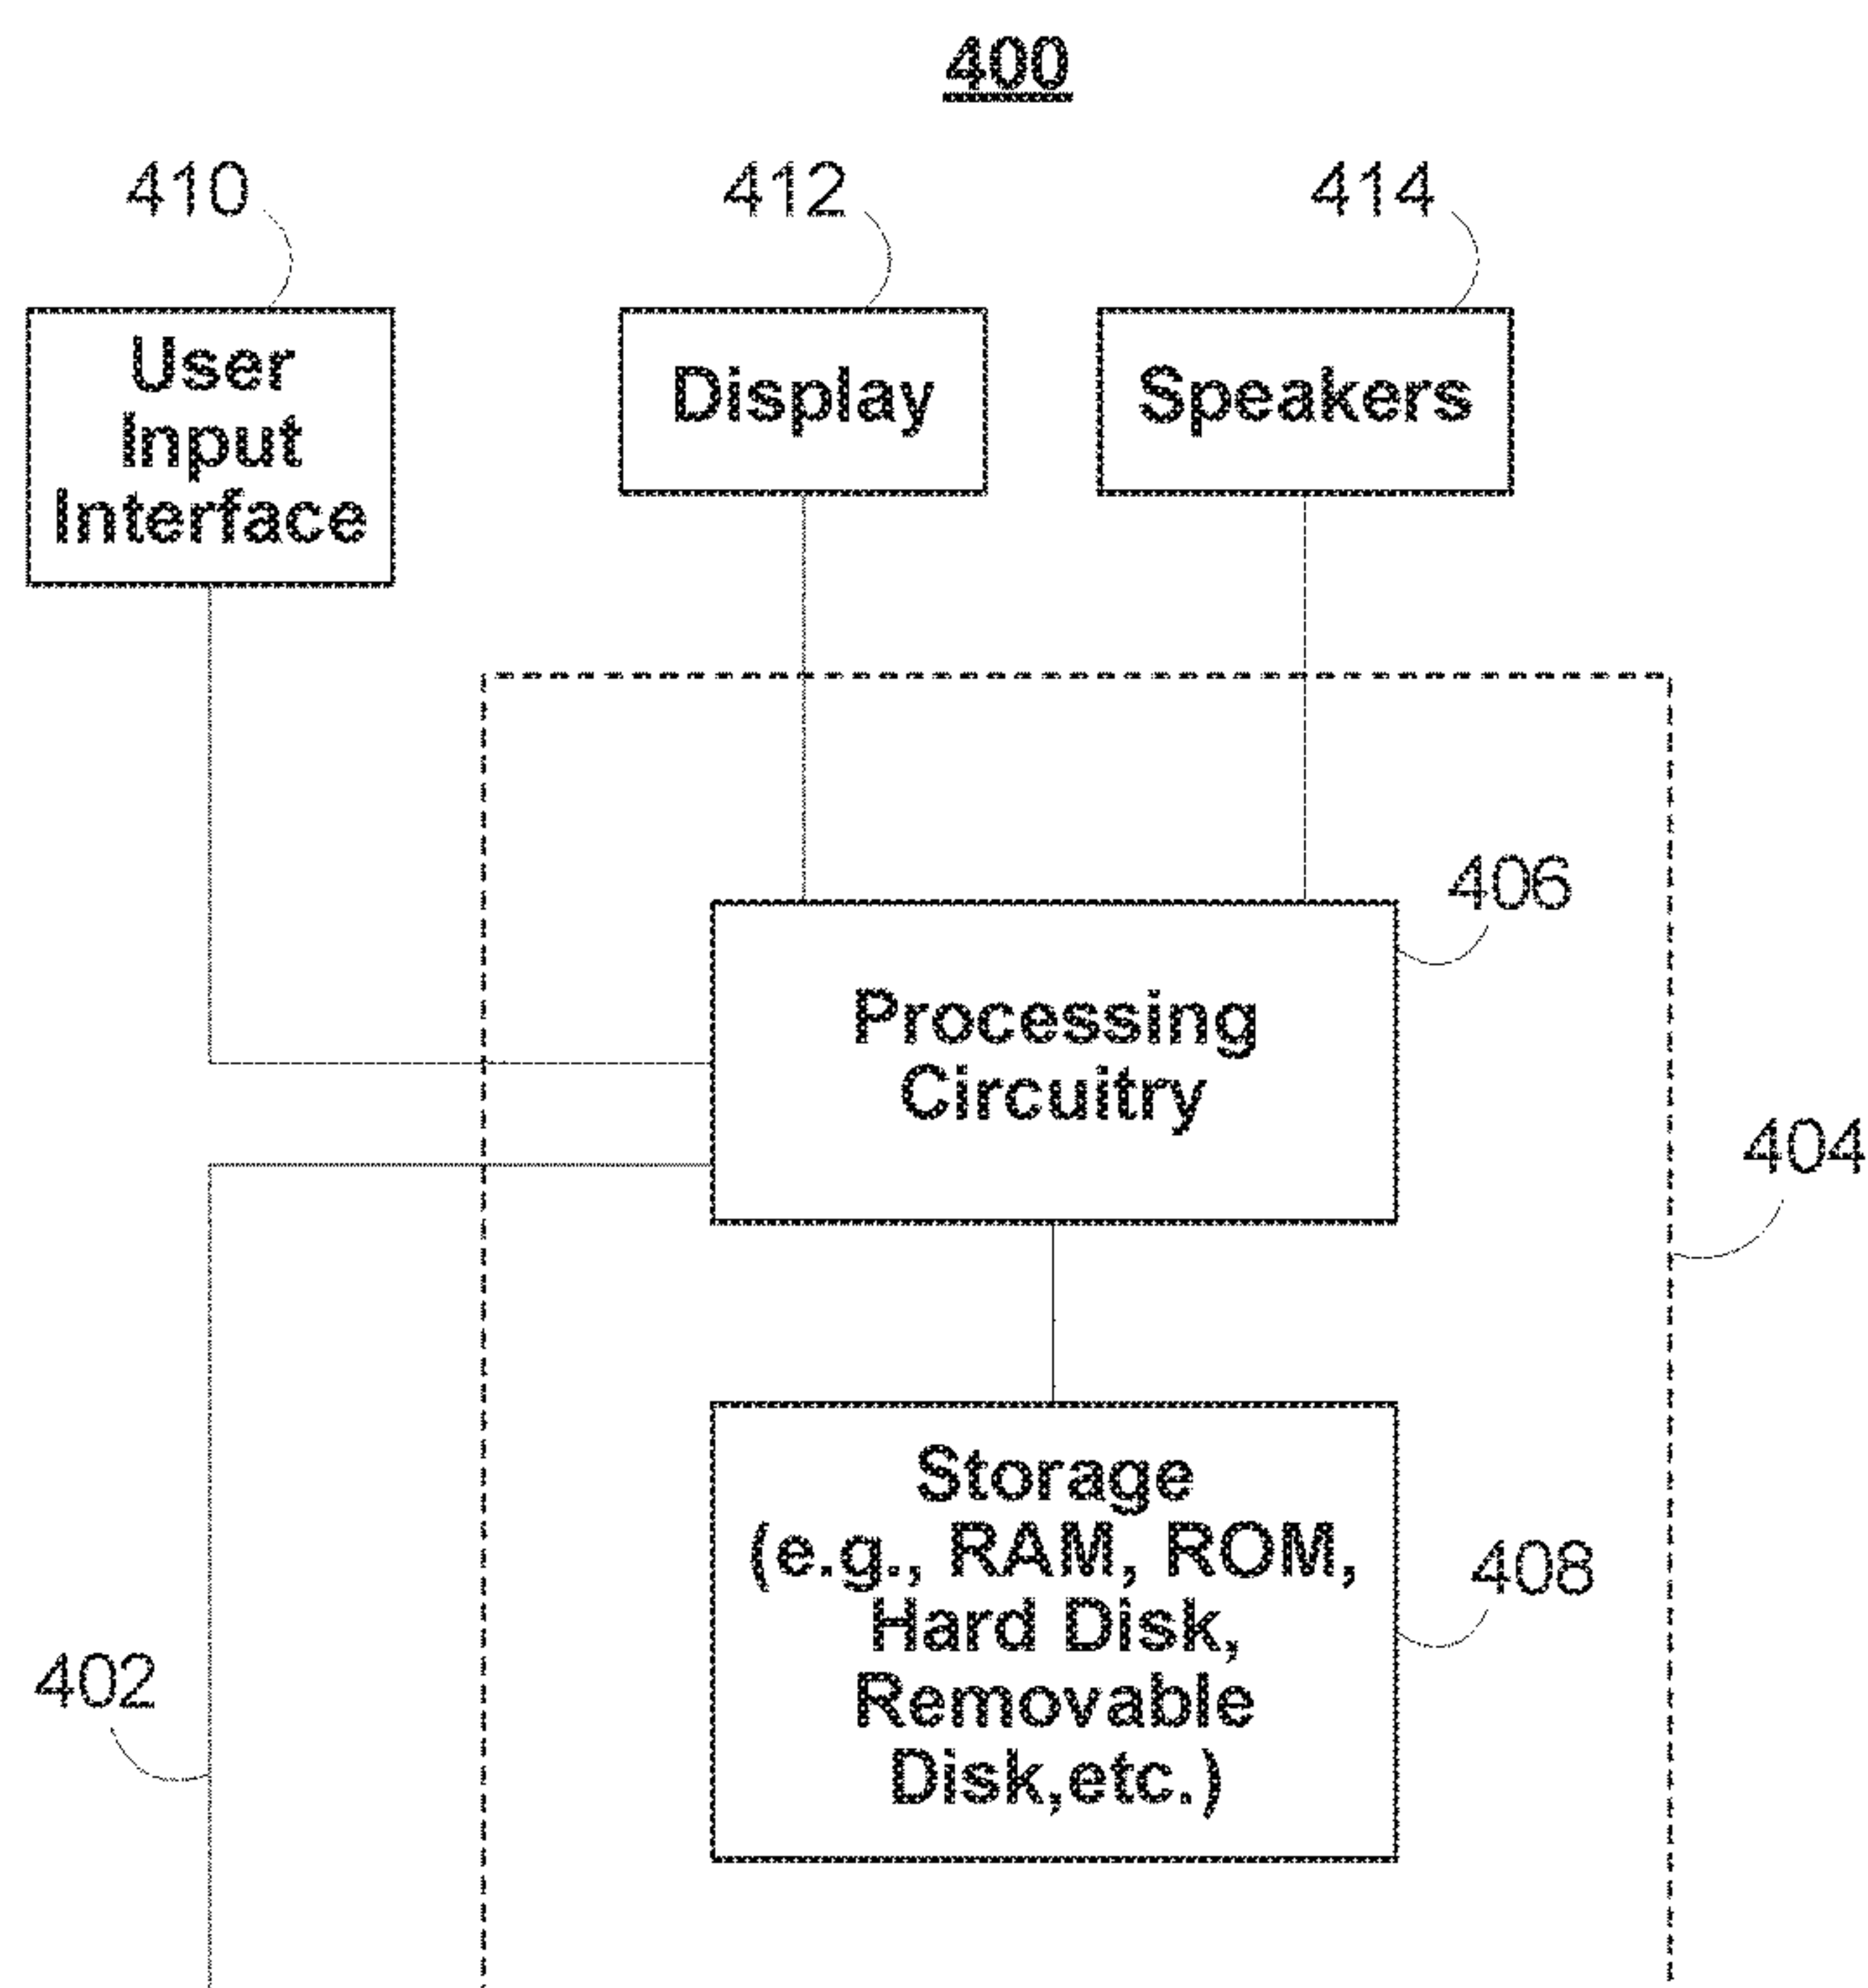 400
410
412
414
User
Input
Interface
Display
Speakers
406
Processing
Circuitry
404
Storage
(e.g., RAM, ROM,
Hard Disk,
Removable
Disk,etc.)
408
402